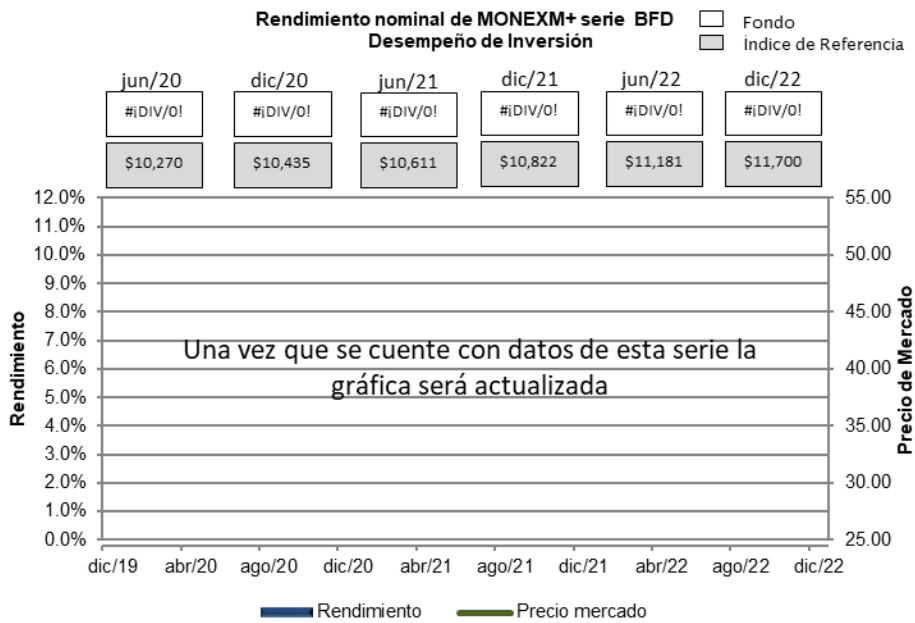 Rendimiento nominal de MONEXM+ serie BFD
Desempeño de Inversión
Fondo
Índice de Referencia
jun/20 dic/20 jun/21 dic/21 jun/22 dic/22
#¡DIV/0! #¡DIV/0! #¡DIV/0! #¡DIV/0! #¡DIV/0! #¡DIV/0!
$10,270 $10,435 $10,611 $10,822 $11,181 $11,700
12.0%
11.0%
10.0%
9.0%
8.0%
7.0%
6.0%
5.0%
4.0%
3.0%
2.0%
1.0%
0.0%
Rendimiento
Una vez que se cuente con datos de esta serie la
gráfica será actualizada
55.00
50.00
45.00
40.00
35.00
30.00
25.00
Precio de Mercado
dic/19 abr/20 ago/20 dic/20 abr/21 ago/21 dic/21 abr/22 ago/22 dic/22
Rendimiento Precio mercado